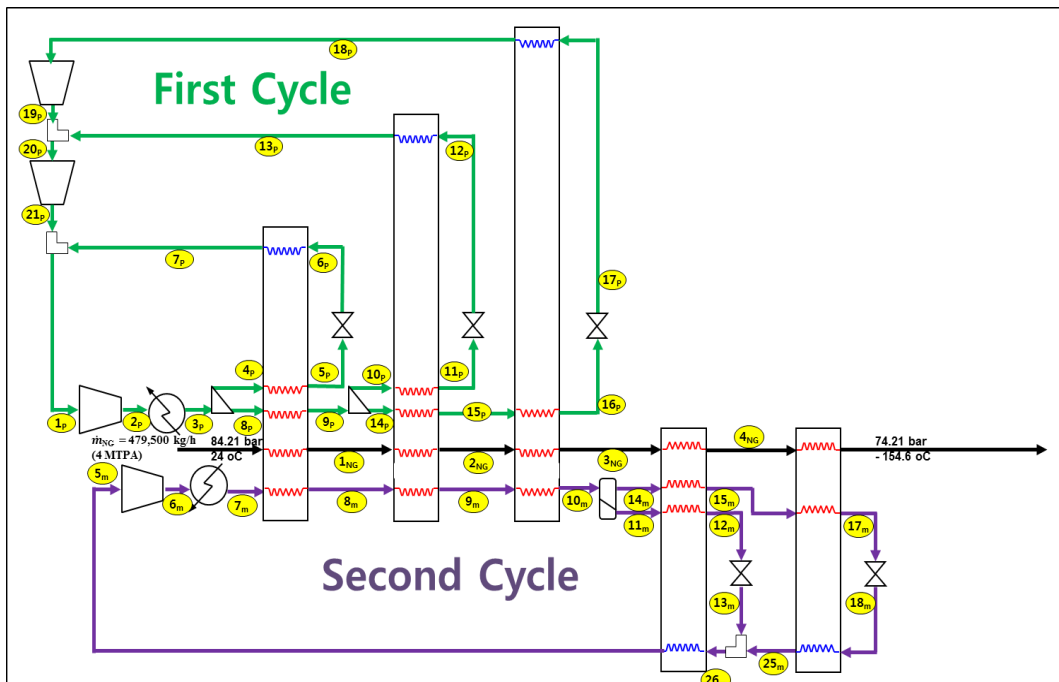 18P
First Cycle
19P
20P
13P
12P
21P
7P
6P
17P
4P
5P
10P
11P
1P
2P
3P
8P
9P
14P
15P
16P
ṁNG = 479,500 kg/h
(4 MTPA)
84.21 bar
24 oC
1NG
2NG
3NG
4NG
74.21 bar
- 154.6 oC
5m
6m
7m
8m
9m
10m
14m
15m
11m
12m
17m
Second Cycle
13m
18m
25m
26